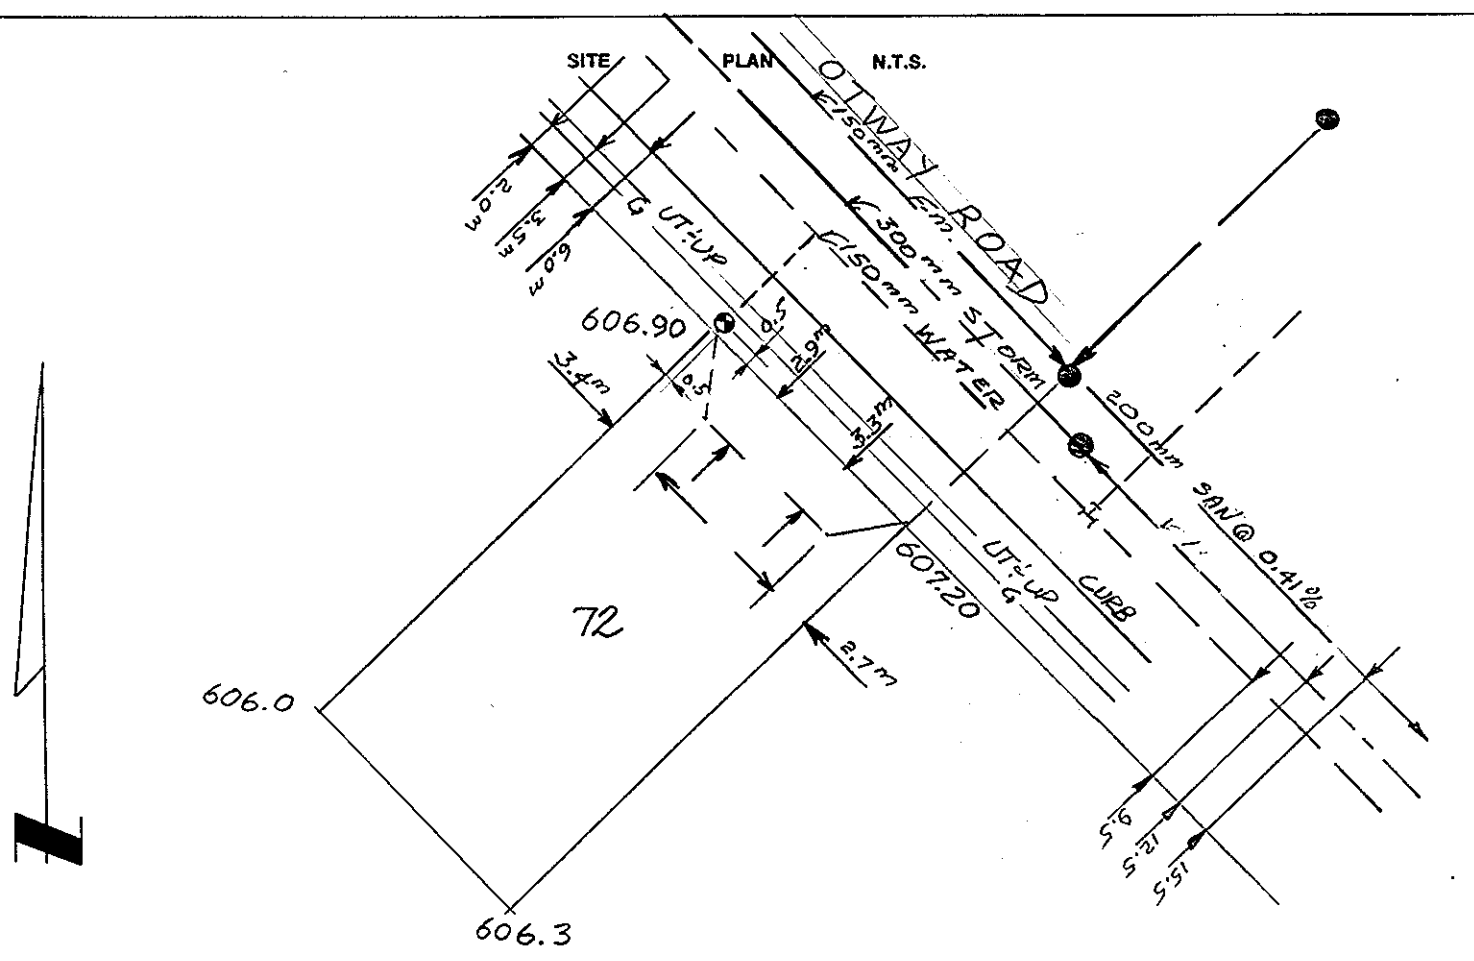 SITE PLAN N.T.S.
OTWAY ROAD
150mm F.M.
300mm STORM
150mm WATER
200mm SAN @ 0.41%
G UT&UP
2.0m
3.5m
6.0m
606.90
0.5
2.9m
3.4m
0.5
3.3m
607.20
UT&UP
G
CURB
72
2.7m
606.0
606.3
9.5
12.5
15.5